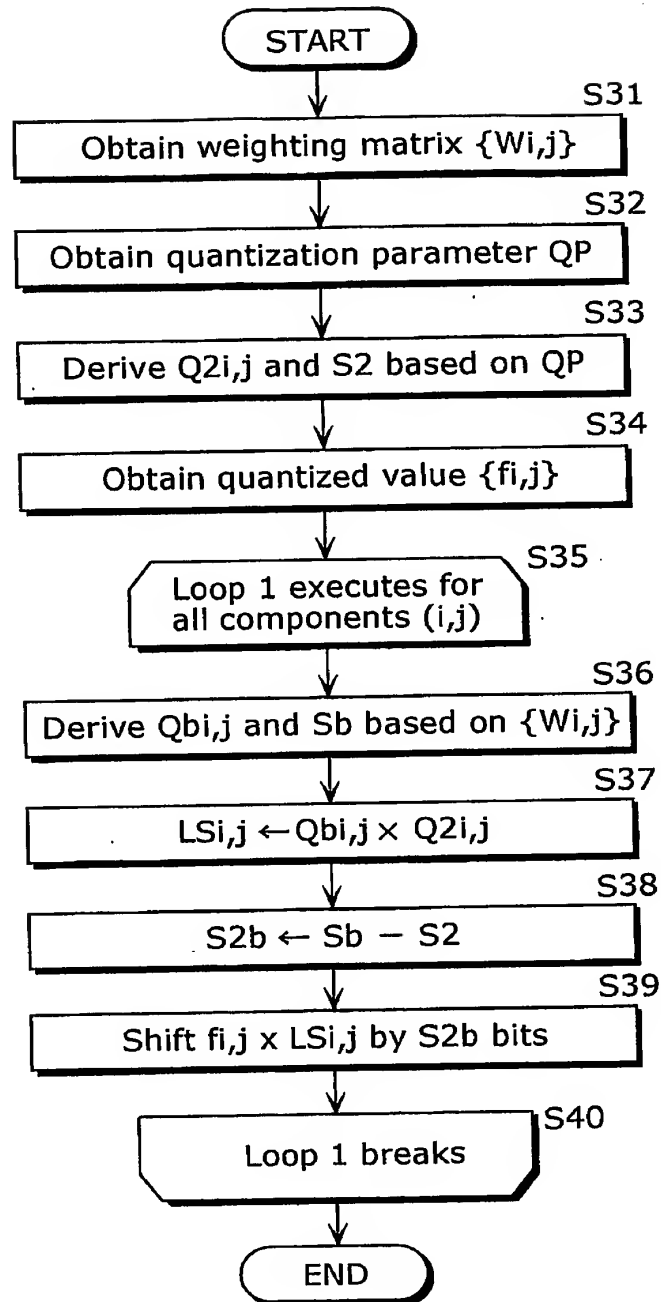 START
S31
Obtain weighting matrix {Wi,j}
S32
Obtain quantization parameter QP
S33
Derive Q2i,j and S2 based on QP
S34
Obtain quantized value {fi,j}
S35
Loop 1 executes for
all components (i,j)
S36
Derive Qbi,j and Sb based on {Wi,j}
S37
LSi,j ← Qbi,j × Q2i,j
S38
S2b ← Sb − S2
S39
Shift fi,j x LSi,j by S2b bits
S40
Loop 1 breaks
END